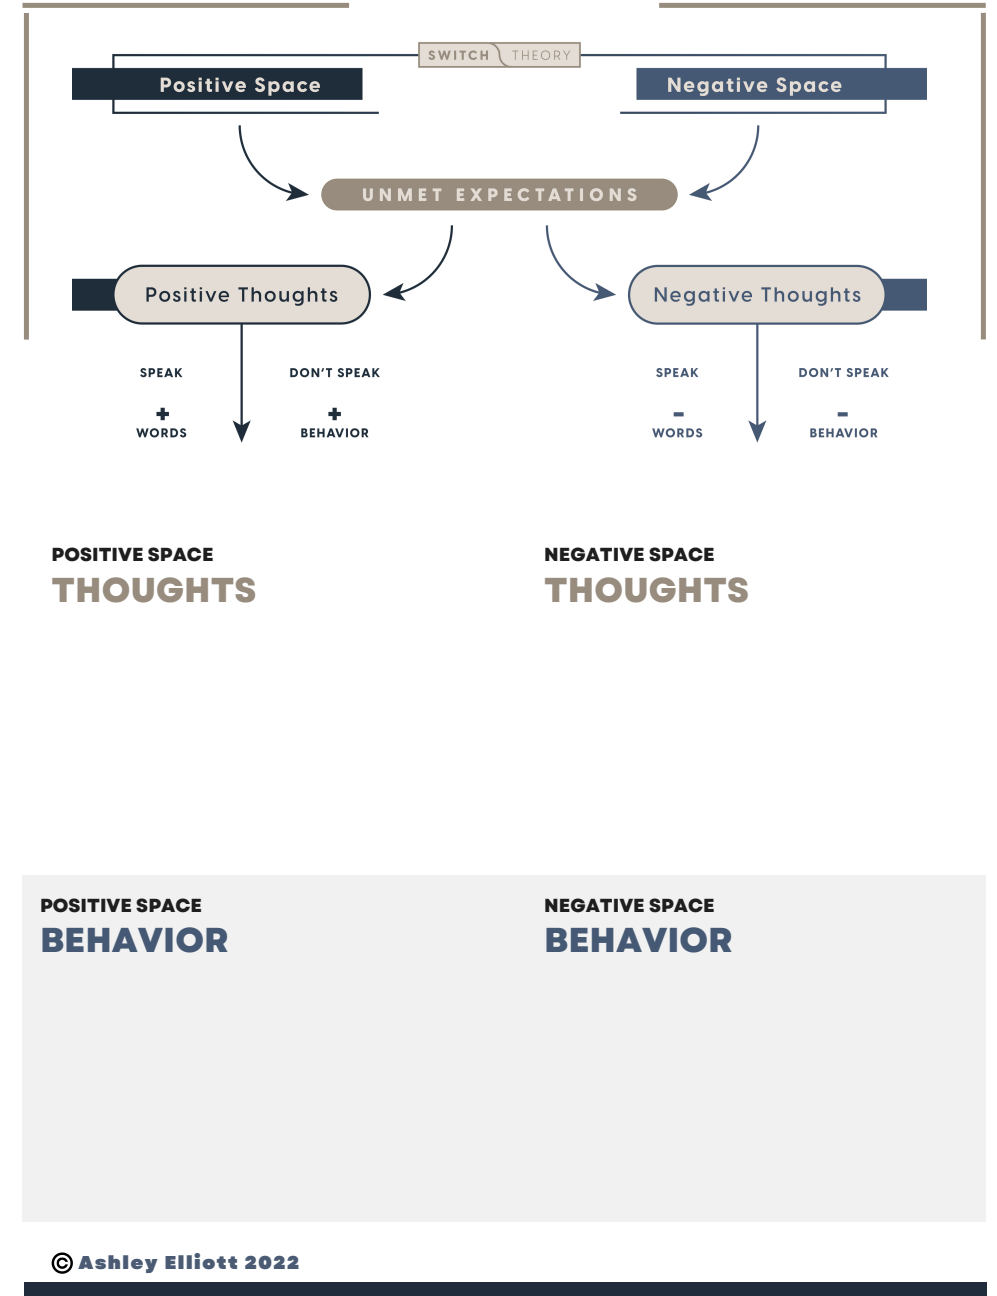 SWITCH THEORY
Positive Space
Negative Space
UNMET EXPECTATIONS
Positive Thoughts
Negative Thoughts
SPEAK
DON'T SPEAK
+
WORDS
+
BEHAVIOR
SPEAK
DON'T SPEAK
-
WORDS
-
BEHAVIOR
POSITIVE SPACE
THOUGHTS
NEGATIVE SPACE
THOUGHTS
POSITIVE SPACE
BEHAVIOR
NEGATIVE SPACE
BEHAVIOR
© Ashley Elliott 2022